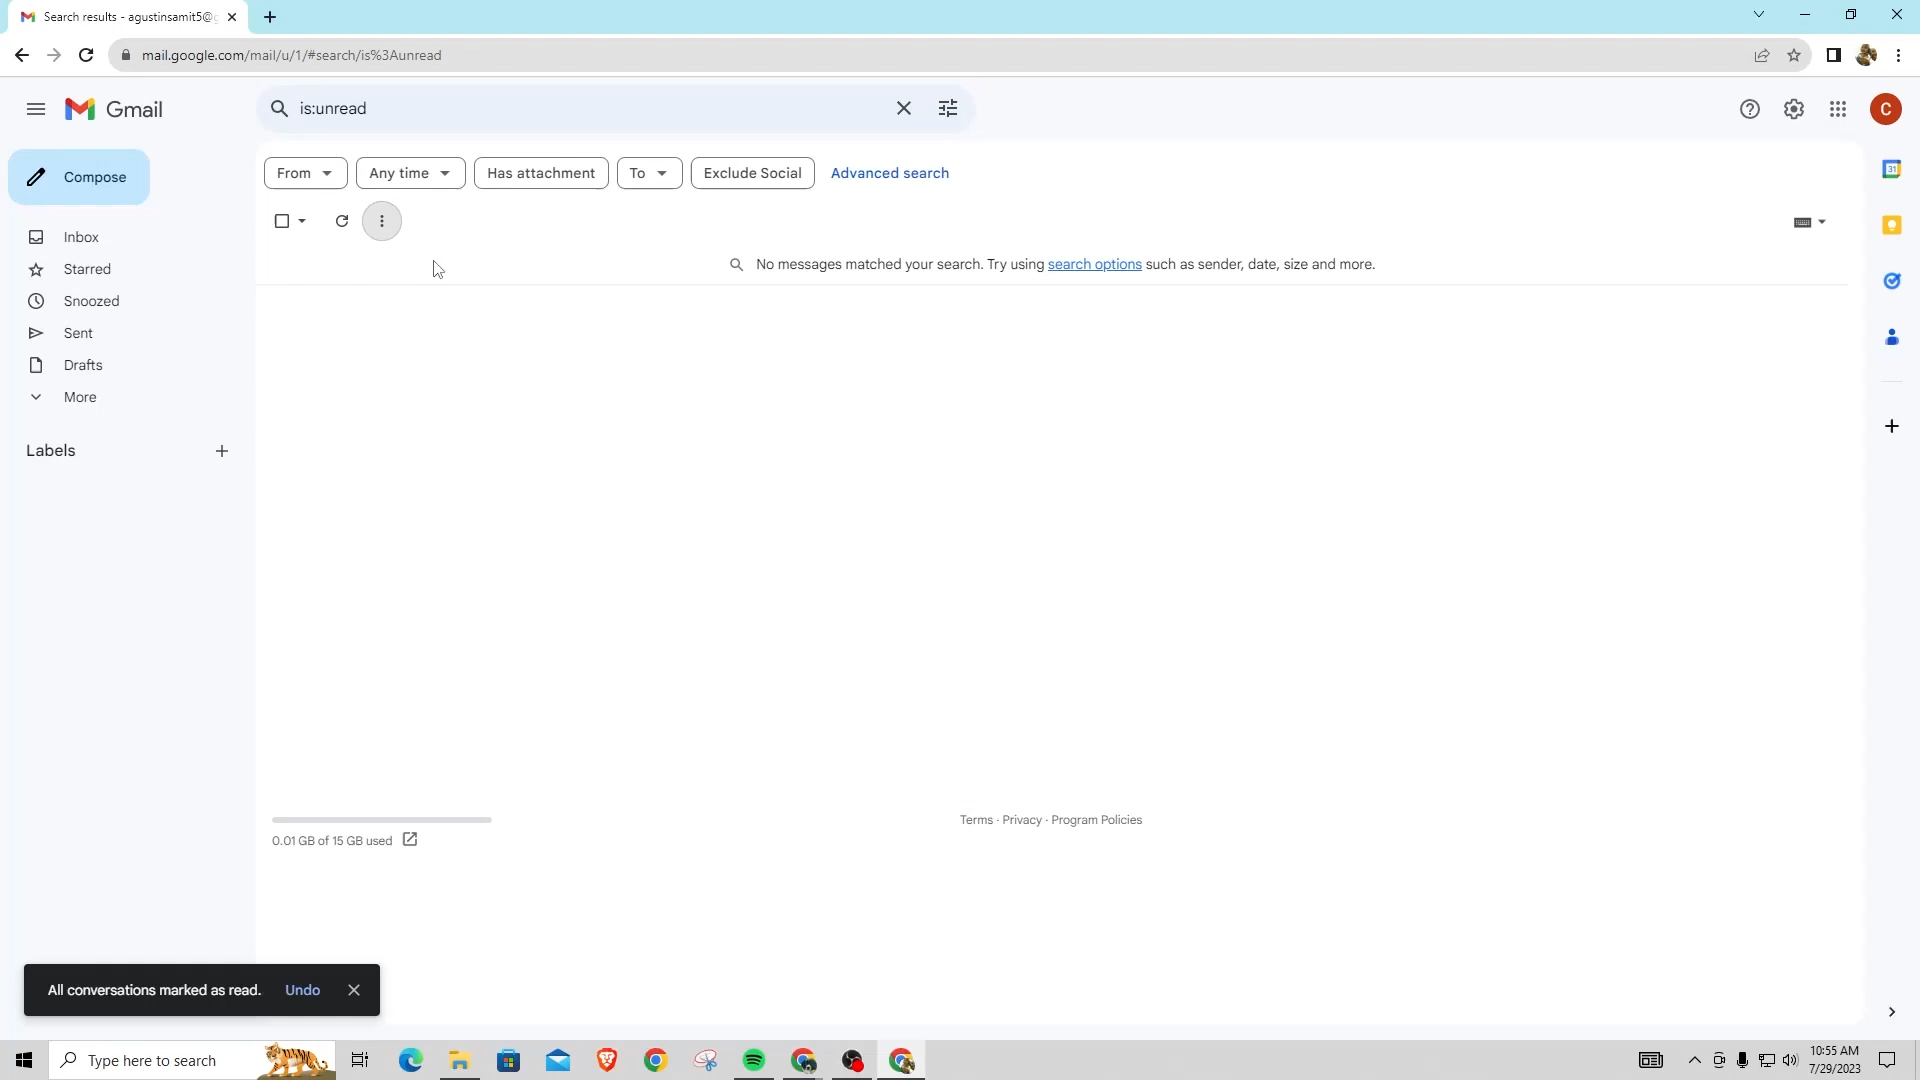 Search results - agustinsamit5@g
mail.google.com/mail/u/1/#search/is%3Aunread
Gmail
is:unread
C
Compose
From
Any time
Has attachment
To
Exclude Social
Advanced search
31
Inbox
No messages matched your search. Try using search options such as sender, date, size and more.
Starred
Snoozed
Sent
Drafts
More
Labels
0.01 GB of 15 GB used
Terms · Privacy · Program Policies
All conversations marked as read.
Undo
Type here to search
10:55 AM
7/29/2023